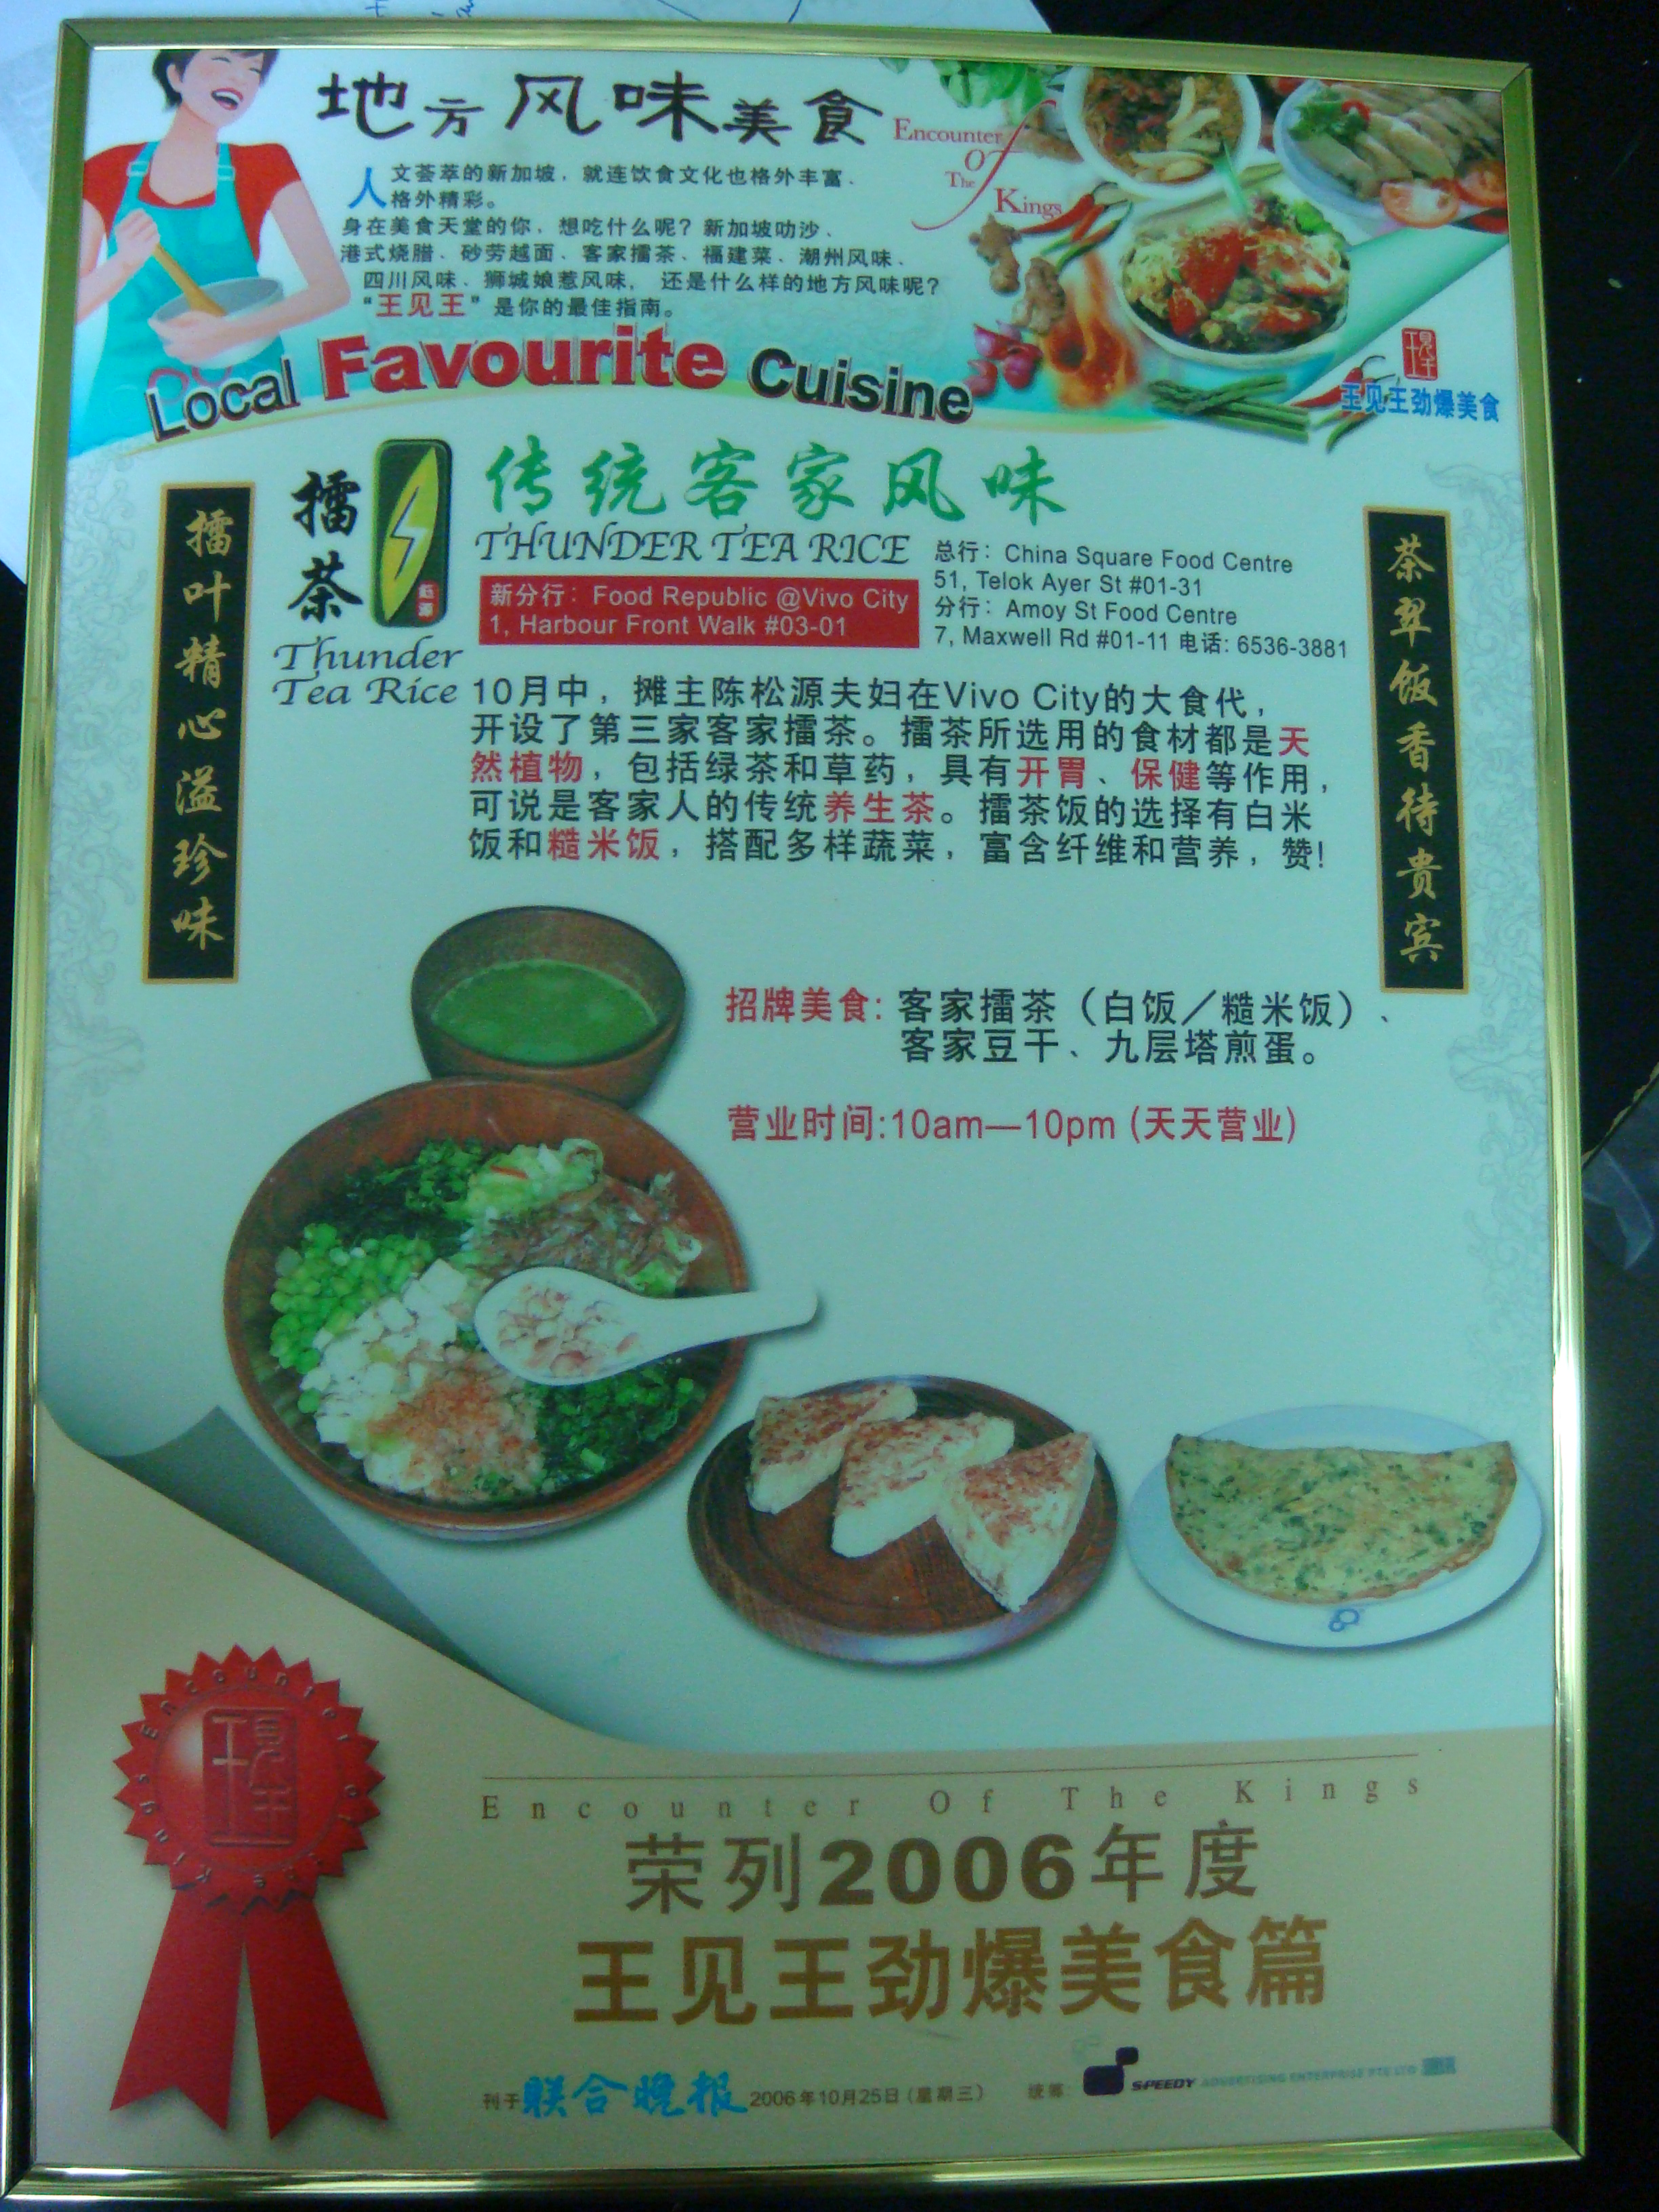 地方风味美食
Encounter
Of
The
Kings
人文荟萃的新加坡，就连饮食文化也格外丰富、
格外精彩。
身在美食天堂的你，想吃什么呢？新加坡叻沙、
港式烧腊、砂劳越面、客家擂茶、福建菜、潮州风味、
四川风味、狮城娘惹风味， 还是什么样的地方风味呢？
“王见王”是你的最佳指南。
Local Favourite Cuisine
王见王
王见王劲爆美食
擂叶精心溢珍味
擂茶
钰源
Thunder
Tea Rice
传统客家风味
THUNDER TEA RICE
新分行：Food Republic @Vivo City
1, Harbour Front Walk #03-01
总行：China Square Food Centre
51, Telok Ayer St #01-31
分行：Amoy St Food Centre
7, Maxwell Rd #01-11 电话: 6536-3881
茶翠饭香待贵宾
10月中，摊主陈松源夫妇在Vivo City的大食代，
开设了第三家客家擂茶。擂茶所选用的食材都是天
然植物，包括绿茶和草药，具有开胃、保健等作用，
可说是客家人的传统养生茶。擂茶饭的选择有白米
饭和糙米饭，搭配多样蔬菜，富含纤维和营养，赞!
招牌美食: 客家擂茶（白饭／糙米饭）、
客家豆干、九层塔煎蛋。
营业时间:10am—10pm (天天营业)
Encounter of the Kings
王见王
Encounter Of The Kings
荣列2006年度
王见王劲爆美食篇
刊于 联合晚报 2006年10月25日(星期三)
统筹: SPEEDY ADVERTISING ENTERPRISE PTE LTD